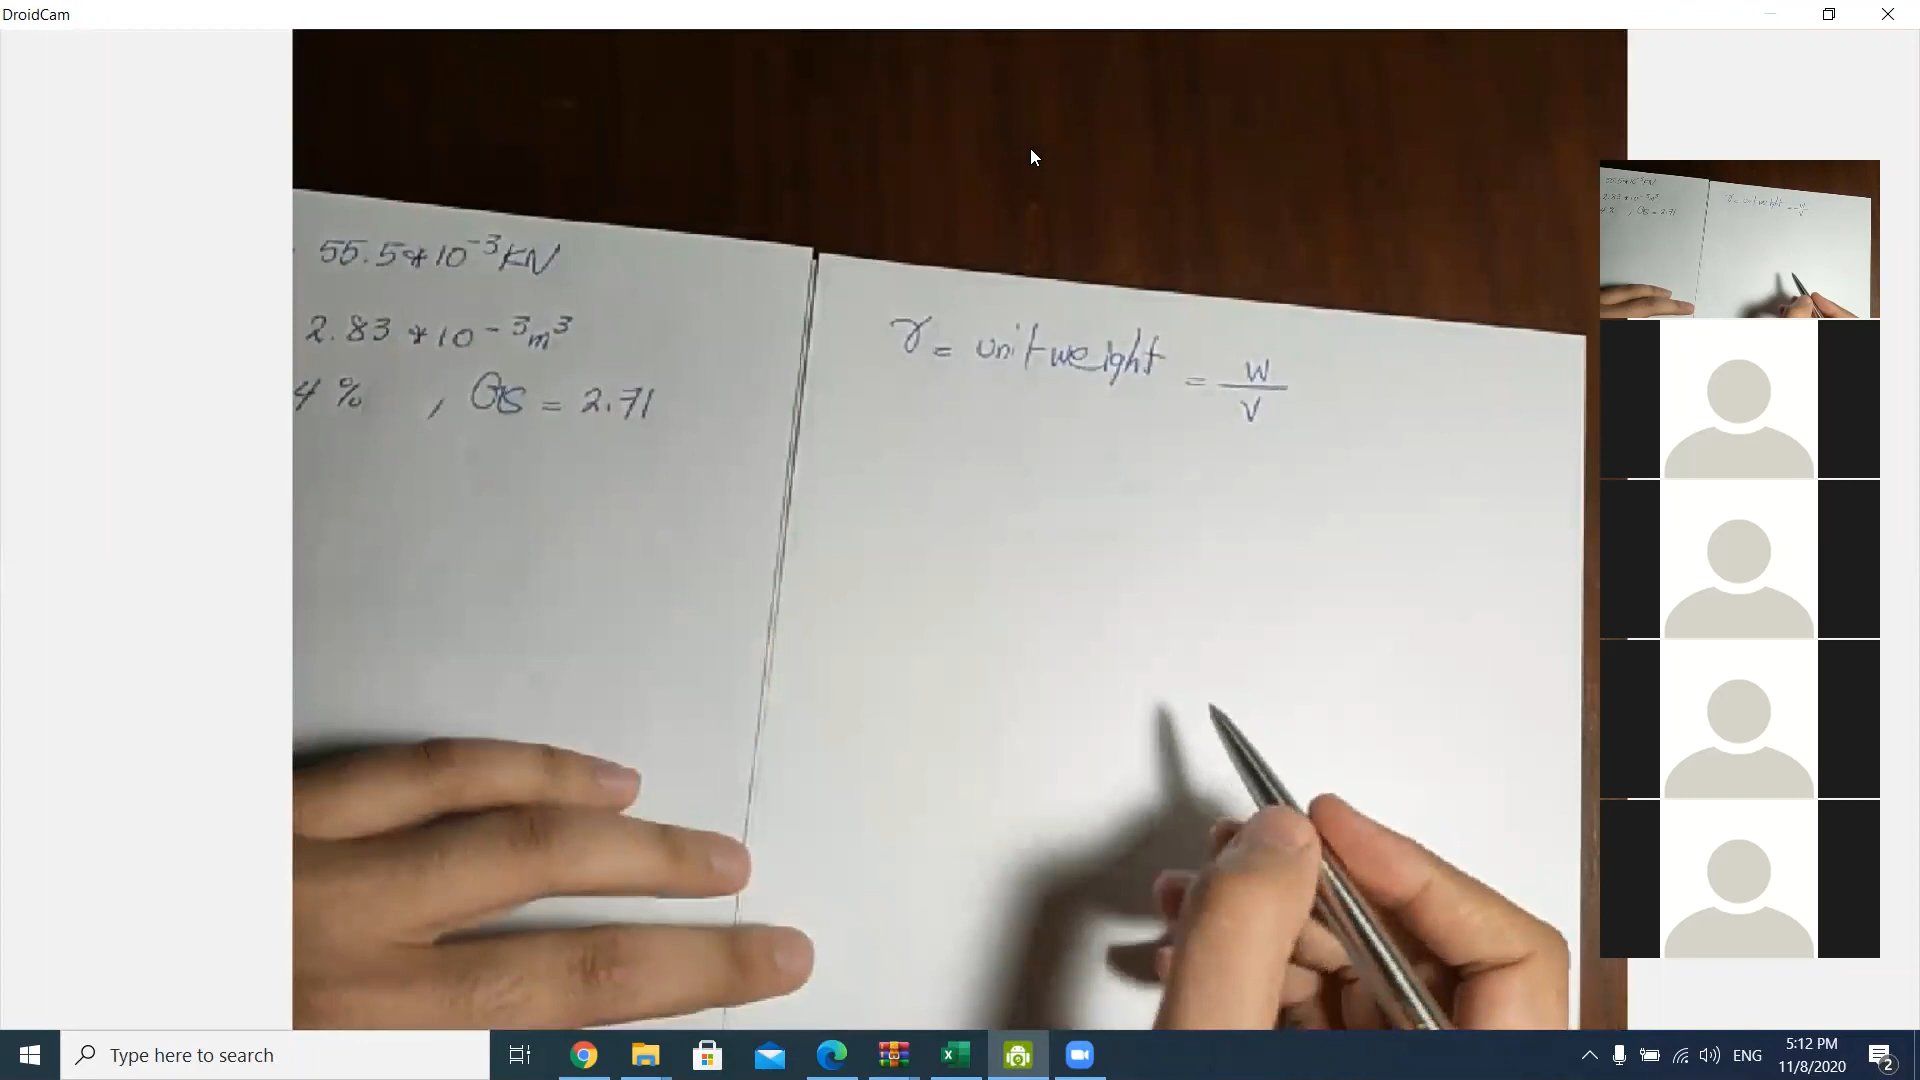 DroidCam
55.5*10⁻³KN
2.83 *10⁻³m³
4% , Gs = 2.71
γ = unit weight = W/V
Type here to search
ENG
5:12 PM
11/8/2020
2